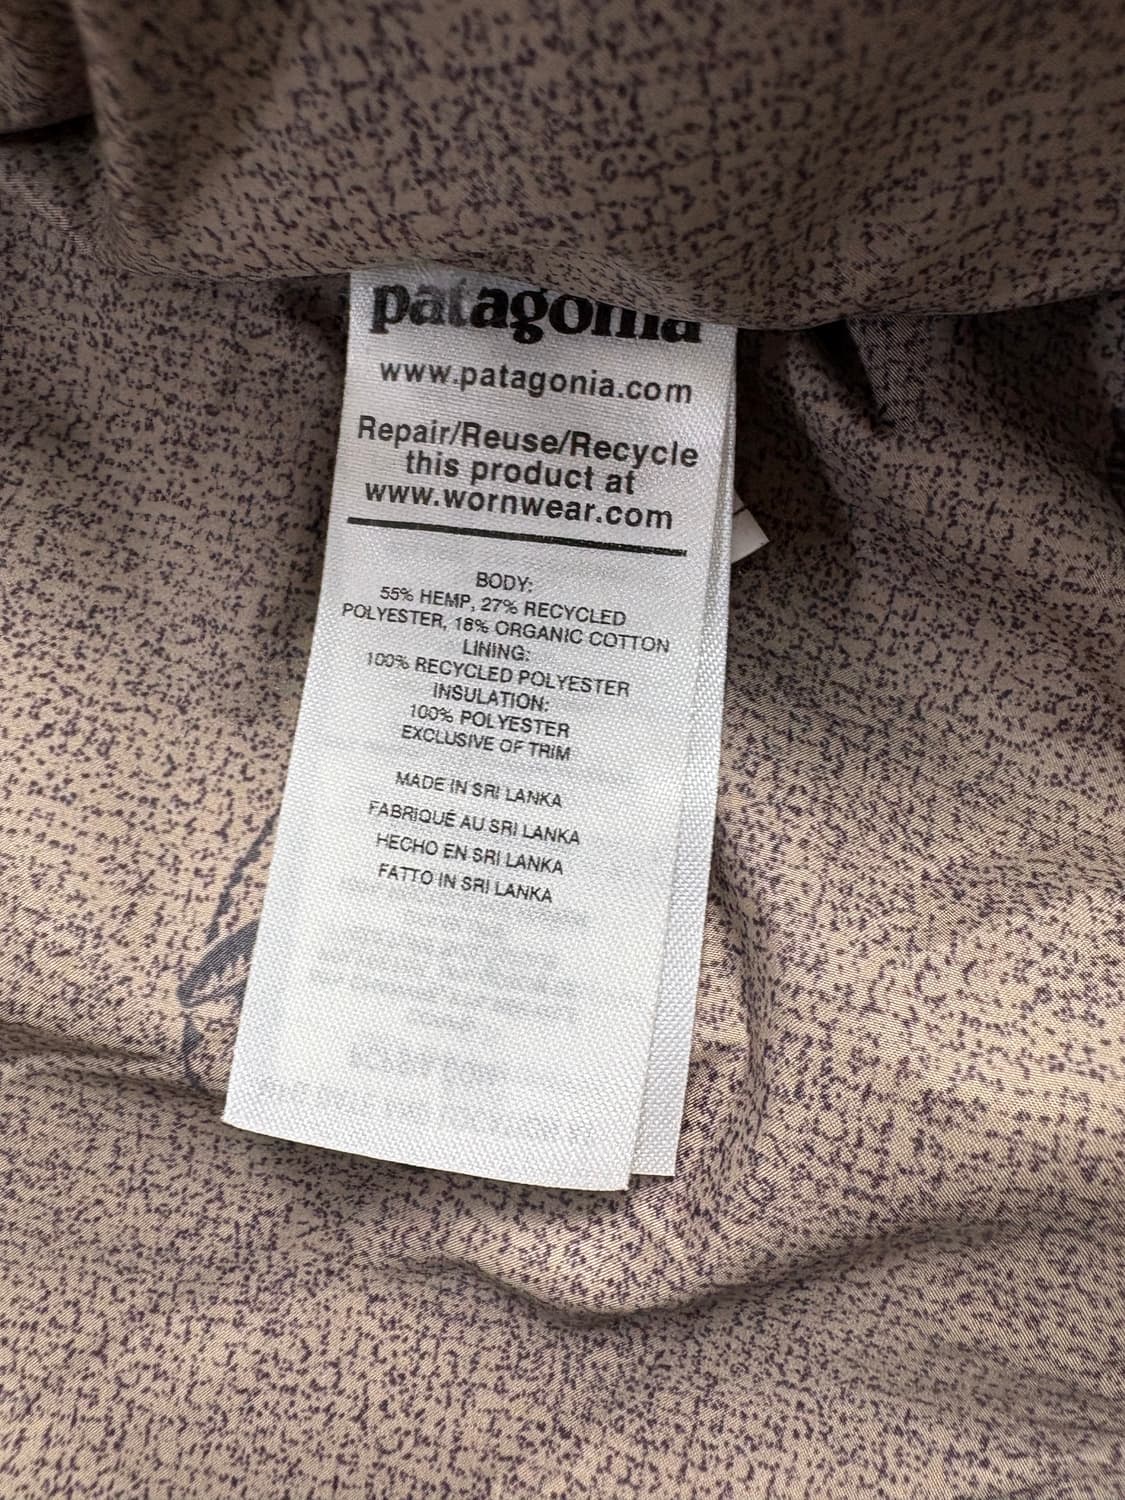 patagonia
www.patagonia.com
Repair/Reuse/Recycle
this product at
www.wornwear.com
BODY:
55% HEMP, 27% RECYCLED
POLYESTER, 18% ORGANIC COTTON
LINING:
100% RECYCLED POLYESTER
INSULATION:
100% POLYESTER
EXCLUSIVE OF TRIM
MADE IN SRI LANKA
FABRIQUÉ AU SRI LANKA
HECHO EN SRI LANKA
FATTO IN SRI LANKA